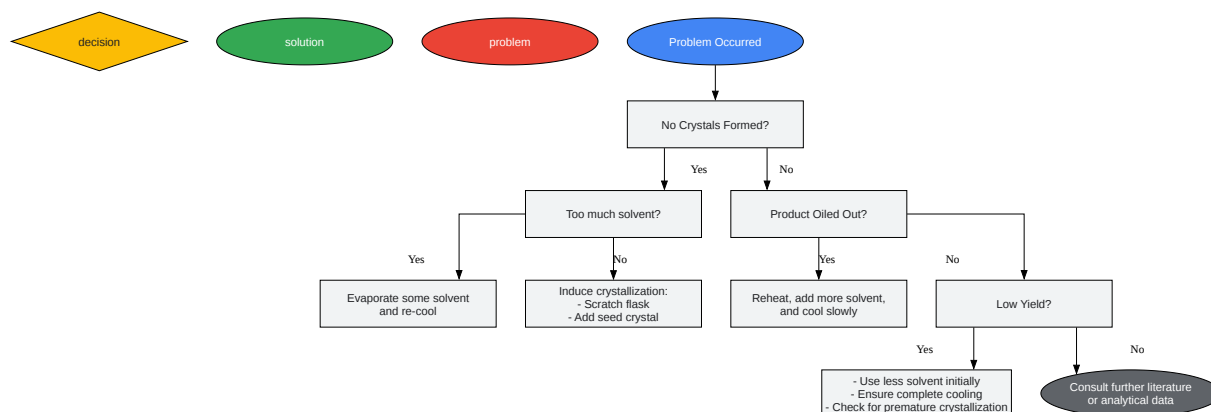 decision
solution
problem
Problem Occurred
No Crystals Formed?
Yes
No
Too much solvent?
Product Oiled Out?
Yes
No
Yes
No
Evaporate some solvent
and re-cool
Induce crystallization:
- Scratch flask
- Add seed crystal
Reheat, add more solvent,
and cool slowly
Low Yield?
Yes
No
- Use less solvent initially
- Ensure complete cooling
- Check for premature crystallization
Consult further literature
or analytical data